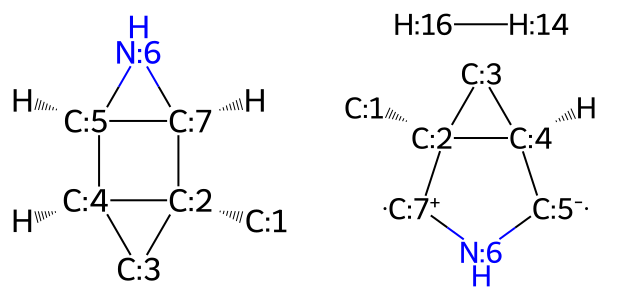 H
N:6
H C:5 C:7 H
H C:4 C:2 C:1
C:3
H:16 H:14
C:3
C:1 C:2 C:4 H
·C:7⁺ C:5⁻·
N:6
H